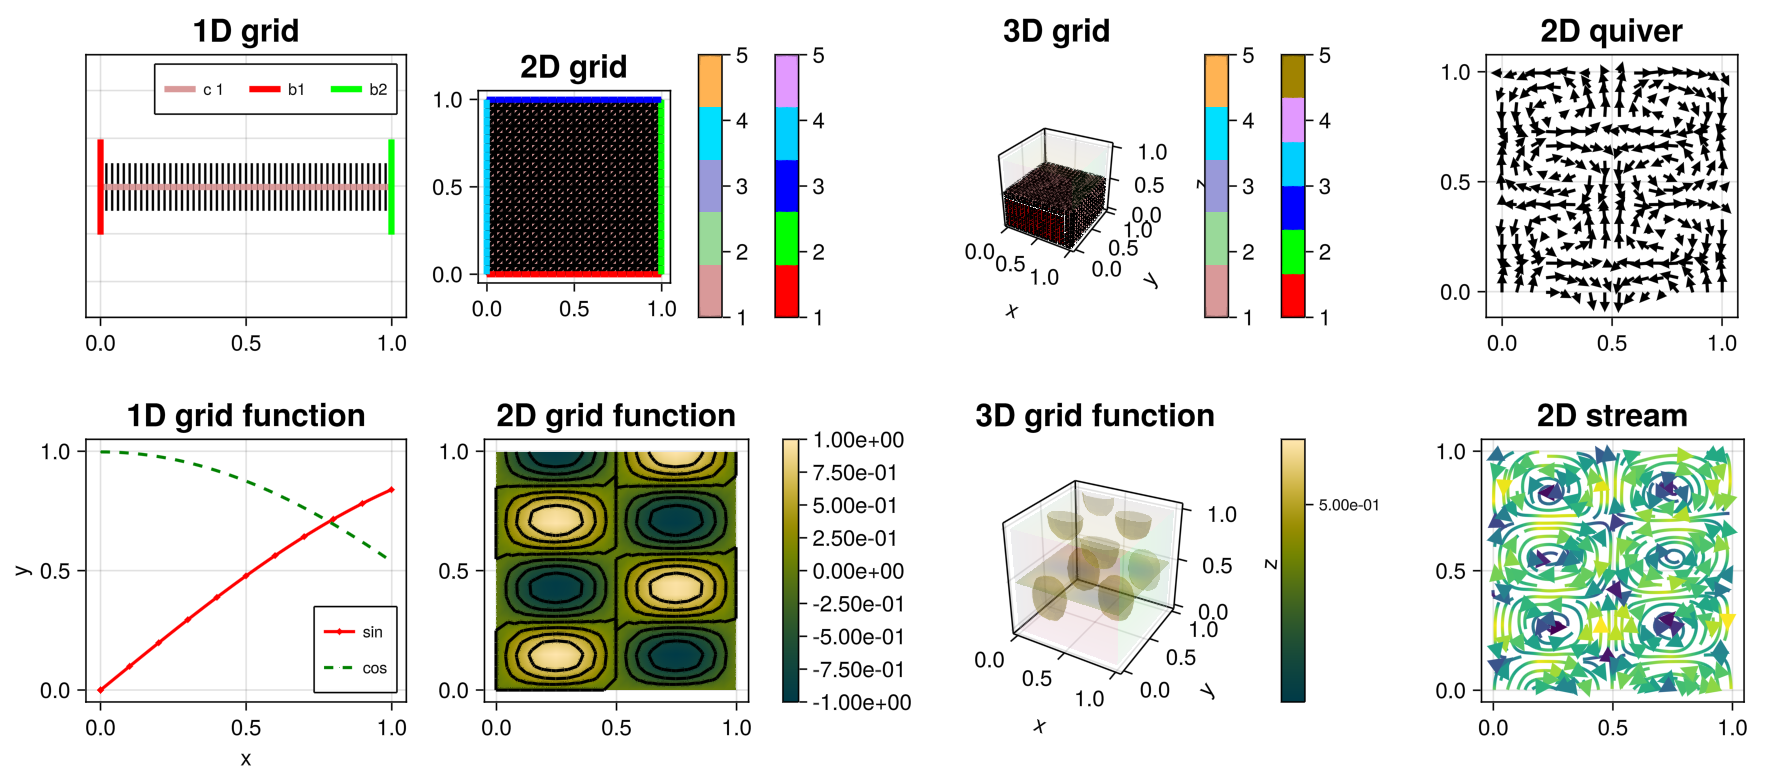 1D grid
c 1 b1 b2
0.0 0.5 1.0
2D grid
1.0
0.5
0.0
0.0 0.5 1.0
5
4
3
2
1
5
4
3
2
1
3D grid
1.0
0.5
0.0
z
1.0
0.5
0.0
y
0.0
0.5
1.0
x
5
4
3
2
1
5
4
3
2
1
2D quiver
1.0
0.5
0.0
0.0 0.5 1.0
1D grid function
1.0
0.5
0.0
y
sin
cos
0.0 0.5 1.0
x
2D grid function
1.0
0.5
0.0
0.0 0.5 1.0
1.00e+00
7.50e-01
5.00e-01
2.50e-01
0.00e+00
-2.50e-01
-5.00e-01
-7.50e-01
-1.00e+00
3D grid function
1.0
0.5
0.0
z
1.0
0.5
0.0
y
0.0
0.5
1.0
x
5.00e-01
2D stream
1.0
0.5
0.0
0.0 0.5 1.0